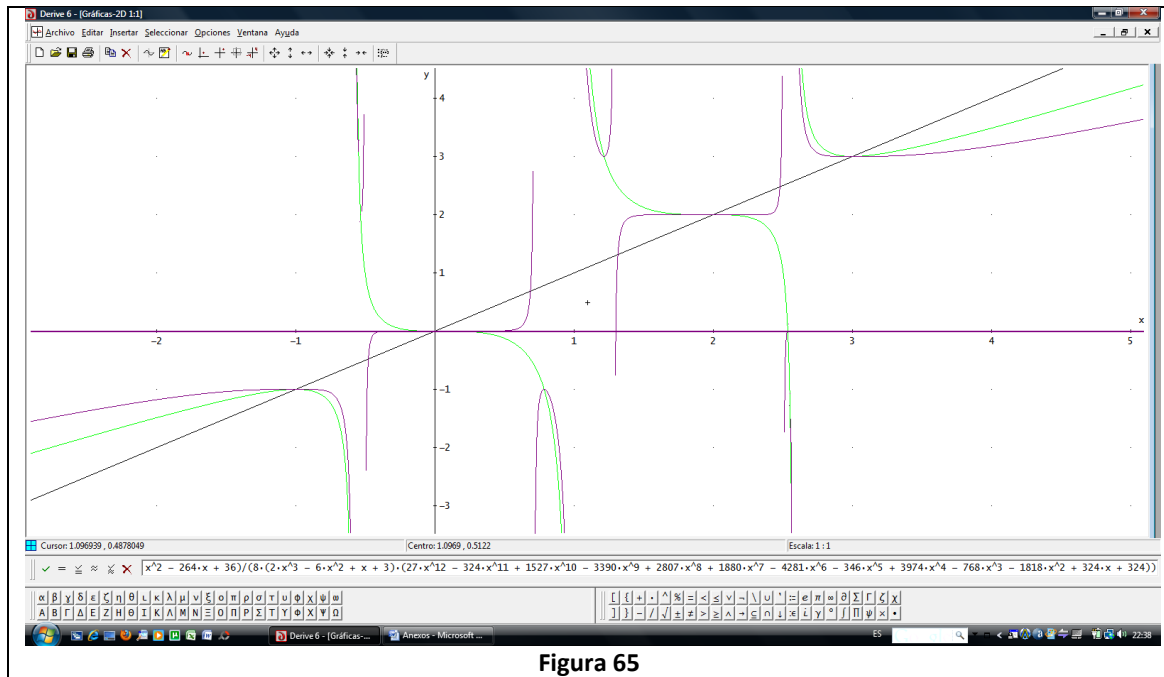 Derive 6 - [Gráficas-2D 1:1]
Archivo Editar Insertar Seleccionar Opciones Ventana Ayuda
y
4
3
2
1
x
-2 -1 1 2 3 4 5
-1
-2
-3
Cursor: 1.096939 , 0.4878049 Centro: 1.0969 , 0.5122 Escala: 1 : 1
x^2 - 264·x + 36)/(8·(2·x^3 - 6·x^2 + x + 3)·(27·x^12 - 324·x^11 + 1527·x^10 - 3390·x^9 + 2807·x^8 + 1880·x^7 - 4281·x^6 - 346·x^5 + 3974·x^4 - 768·x^3 - 1818·x^2 + 324·x + 324))
α β γ δ ε ζ η θ ι κ λ μ ν ξ ο π ρ σ τ υ φ χ ψ ω
Α Β Γ Δ Ε Ζ Η Θ Ι Κ Λ Μ Ν Ξ Ο Π Ρ Σ Τ Υ Φ Χ Ψ Ω
Derive 6 - [Gráficas-... Anexos - Microsoft ... ES 22:38
Figura 65